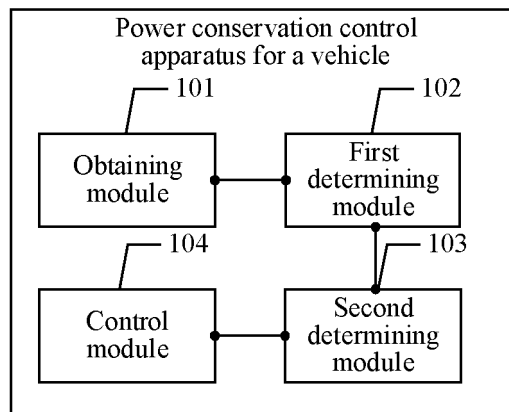 Power conservation control
apparatus for a vehicle
101
102
Obtaining
module
First
determining
module
104
103
Control
module
Second
determining
module